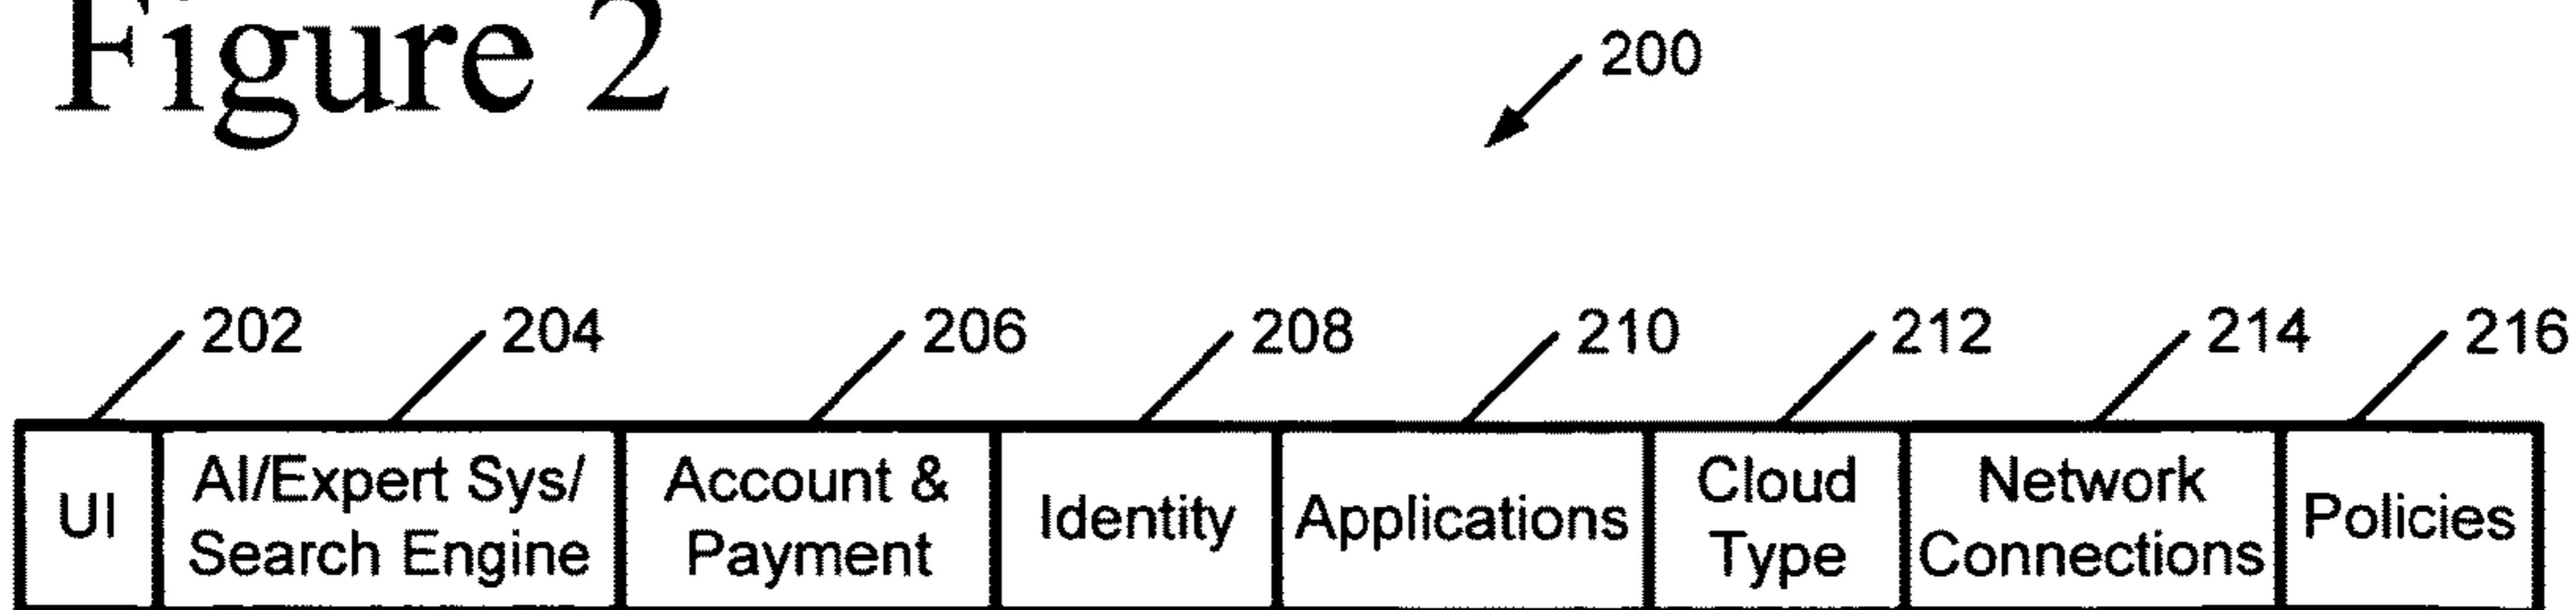 Figure 2
200
202 204 206 208 210 212 214 216
UI
AI/Expert Sys/
Search Engine
Account &
Payment
Identity
Applications
Cloud
Type
Network
Connections
Policies